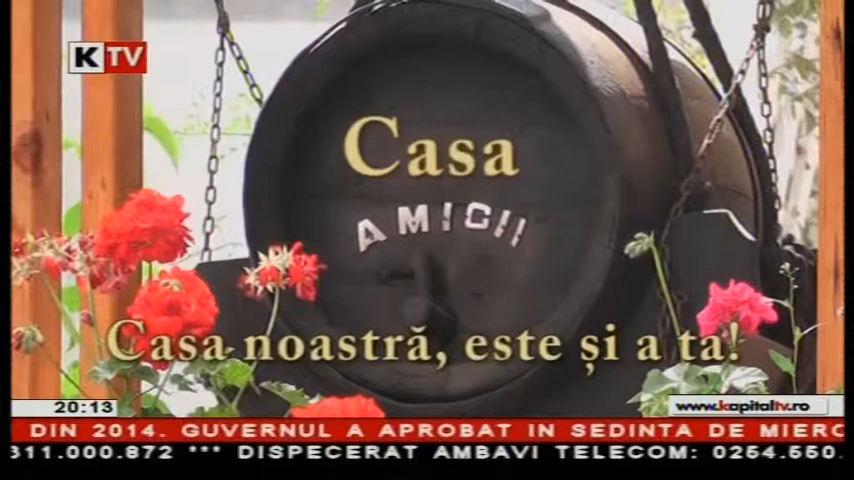 KTV
Casa
AMICII
Casa noastră, este și a ta!
20:13
www.kapitaltv.ro
DIN 2014. GUVERNUL A APROBAT IN SEDINTA DE
311.000.872 *** DISPECERAT AMBAVI TELECOM: 0254.550.